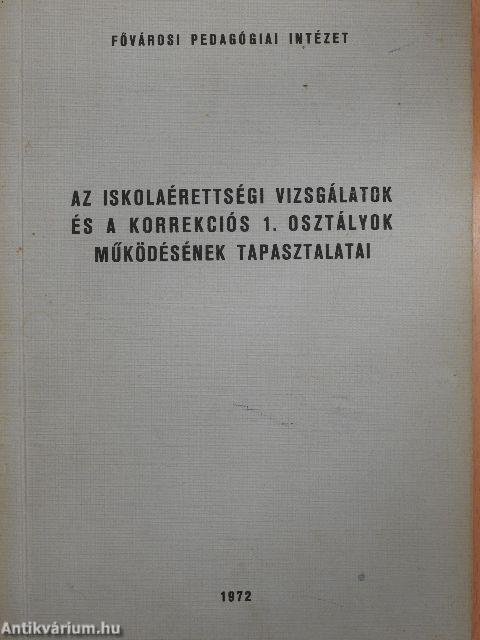 FŐVÁROSI PEDAGÓGIAI INTÉZET
AZ ISKOLAÉRETTSÉGI VIZSGÁLATOK
ÉS A KORREKCIÓS 1. OSZTÁLYOK
MŰKÖDÉSÉNEK TAPASZTALATAI
1972
Antikvárium.hu